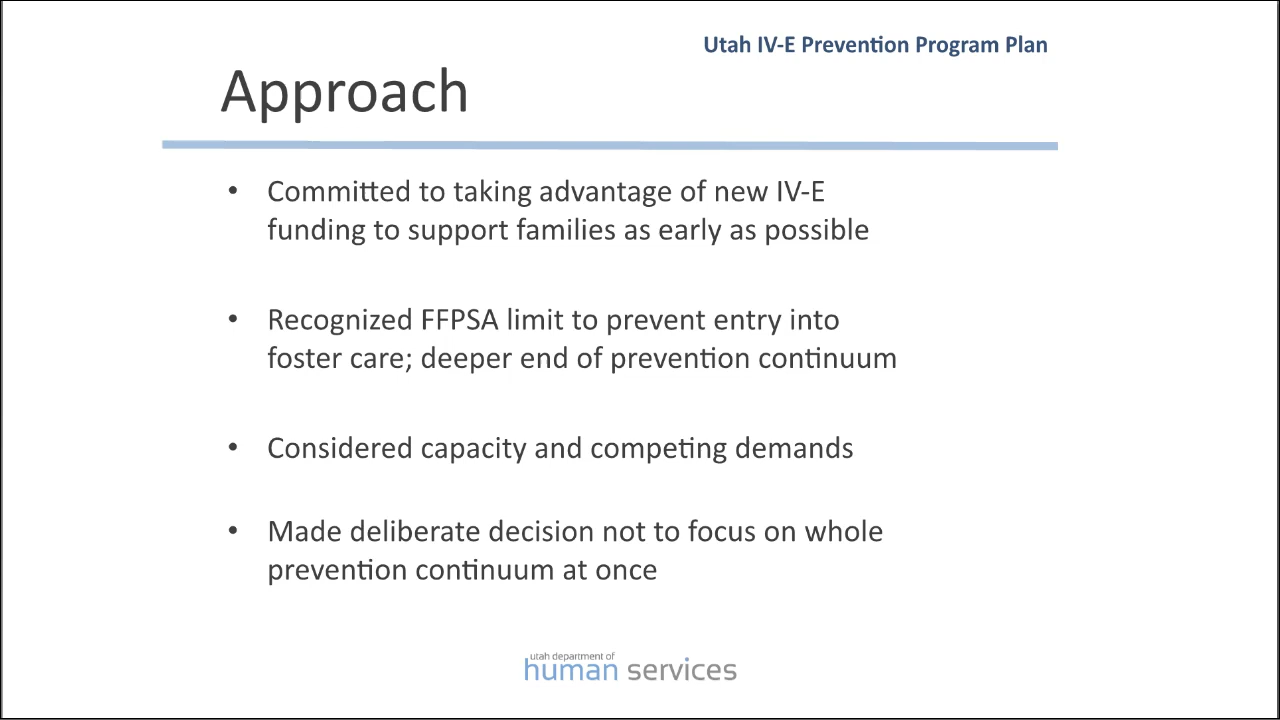 Utah IV-E Prevention Program Plan
Approach
• Committed to taking advantage of new IV-E
funding to support families as early as possible
• Recognized FFPSA limit to prevent entry into
foster care; deeper end of prevention continuum
• Considered capacity and competing demands
• Made deliberate decision not to focus on whole
prevention continuum at once
utah department of
human services